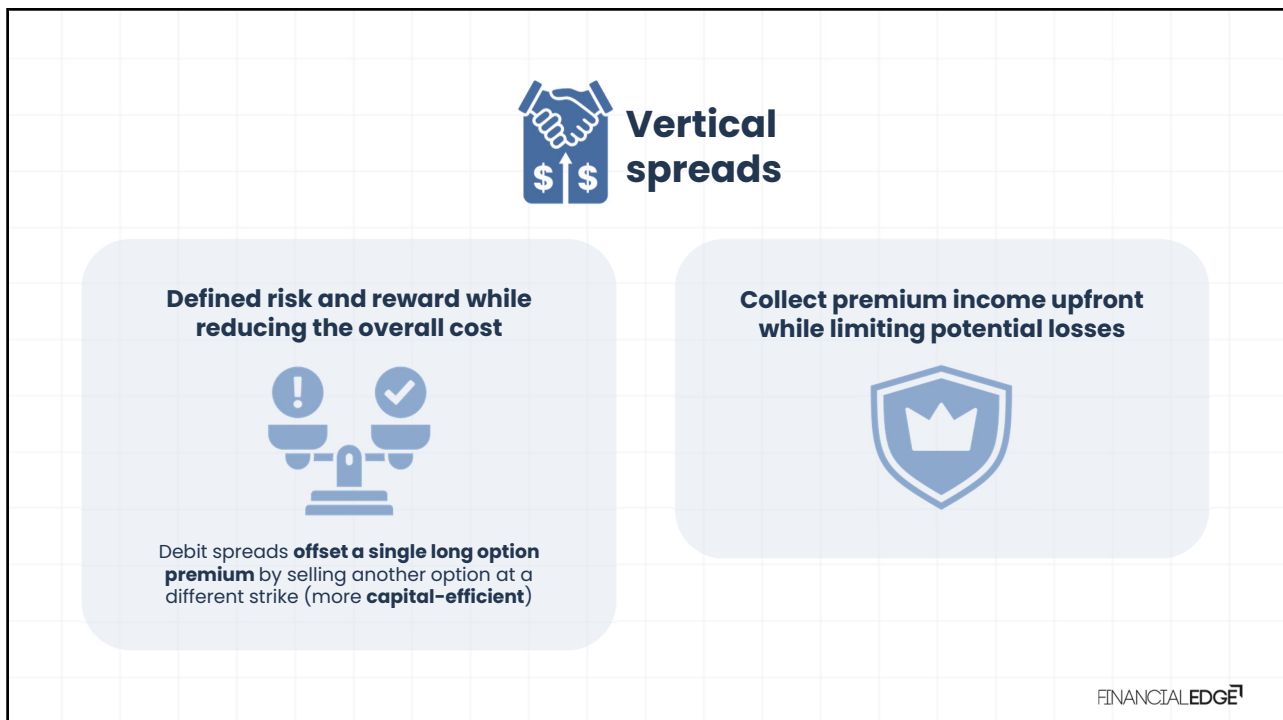 Vertical
spreads
$ $
Defined risk and reward while
reducing the overall cost
!
Debit spreads offset a single long option
premium by selling another option at a
different strike (more capital-efficient)
Collect premium income upfront
while limiting potential losses
FINANCIALEDGE